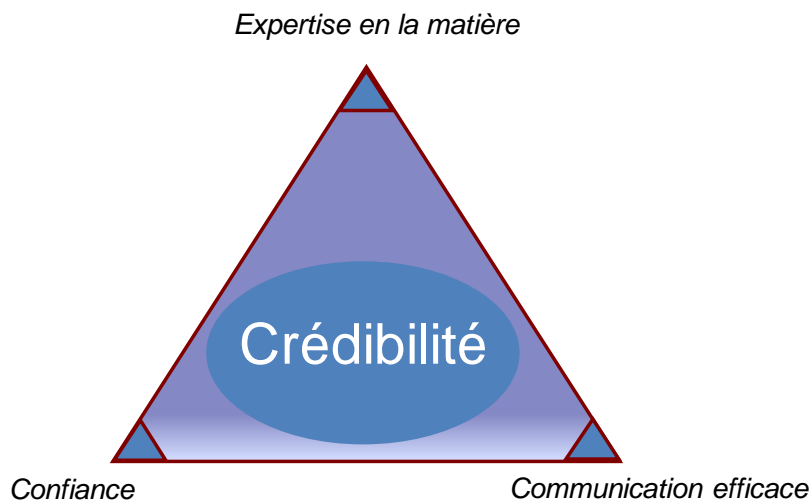 Expertise en la matière
Crédibilité
Confiance
Communication efficace